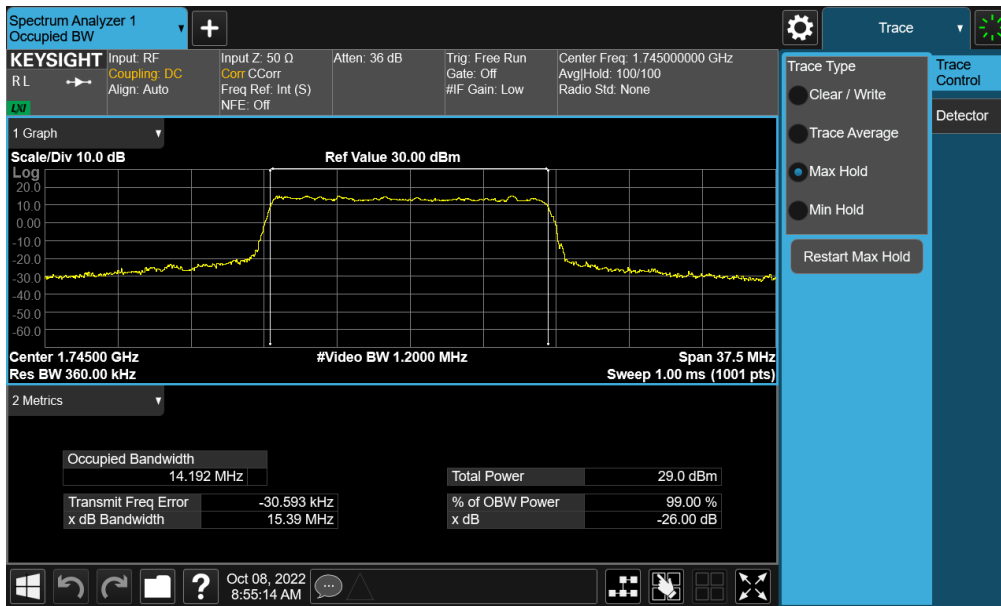 Spectrum Analyzer 1
Occupied BW
+
Trace
KEYSIGHT
R L
LXI
Input: RF
Coupling: DC
Align: Auto
Input Z: 50 Ω
Corr CCorr
Freq Ref: Int (S)
NFE: Off
Atten: 36 dB
Trig: Free Run
Gate: Off
#IF Gain: Low
Center Freq: 1.745000000 GHz
Avg|Hold: 100/100
Radio Std: None
Trace Type
Clear / Write
Trace Average
Max Hold
Min Hold
Restart Max Hold
Trace
Control
Detector
1 Graph
Scale/Div 10.0 dB
Ref Value 30.00 dBm
Log
20.0
10.0
0.00
-10.0
-20.0
-30.0
-40.0
-50.0
-60.0
Center 1.74500 GHz
#Video BW 1.2000 MHz
Span 37.5 MHz
Res BW 360.00 kHz
Sweep 1.00 ms (1001 pts)
2 Metrics
Occupied Bandwidth
14.192 MHz
Total Power 29.0 dBm
Transmit Freq Error -30.593 kHz
% of OBW Power 99.00 %
x dB Bandwidth 15.39 MHz
x dB -26.00 dB
?
Oct 08, 2022
8:55:14 AM